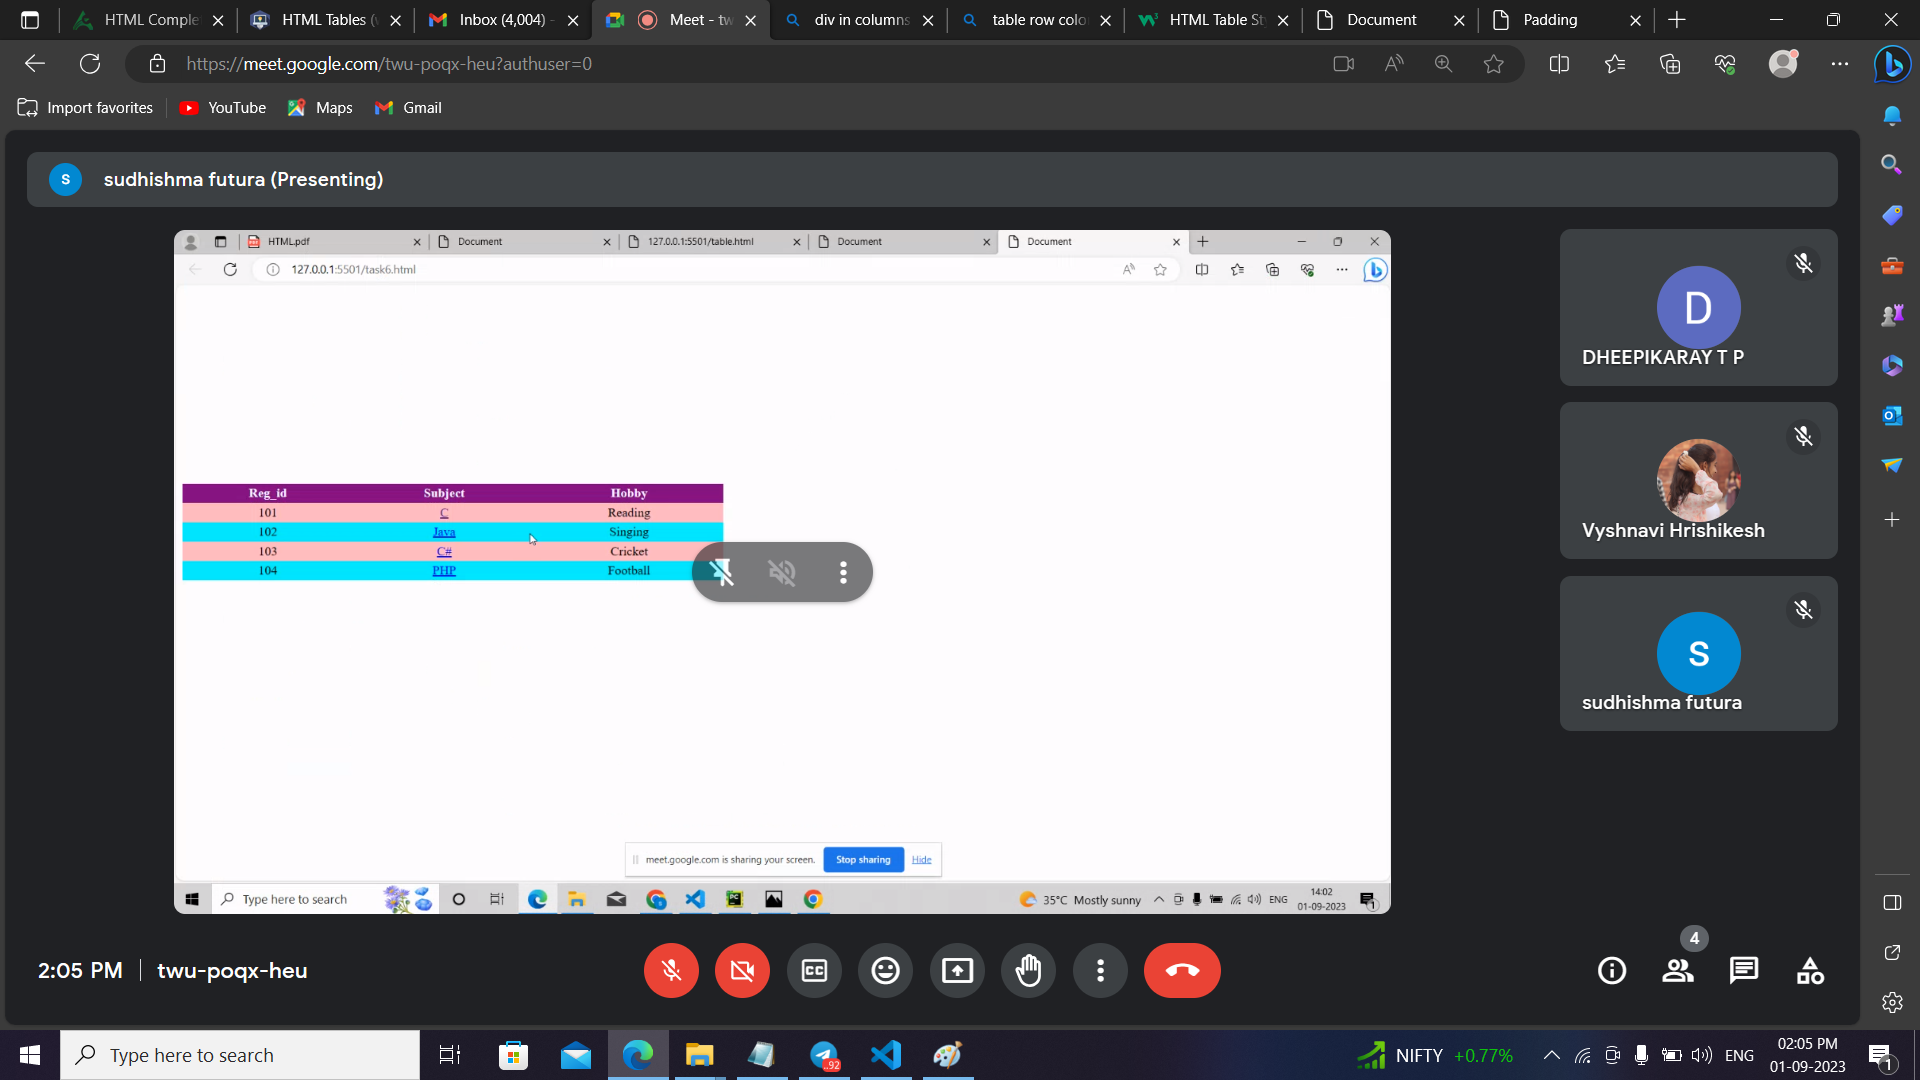 HTML Comple
HTML Tables (
Inbox (4,004) -
Meet - tw
div in columns
table row colo
HTML Table St
Document
Padding
https://meet.google.com/twu-poqx-heu?authuser=0
Import favorites
YouTube
Maps
Gmail
S
sudhishma futura (Presenting)
HTML.pdf
Document
127.0.0.1:5501/table.html
Document
Document
127.0.0.1:5501/task6.html
Reg_id Subject Hobby
101 C Reading
102 Java Singing
103 C# Cricket
104 PHP Football
meet.google.com is sharing your screen.
Stop sharing
Hide
Type here to search
35°C Mostly sunny
ENG
14:02
01-09-2023
1
D
DHEEPIKARAY T P
Vyshnavi Hrishikesh
S
sudhishma futura
2:05 PM
twu-poqx-heu
CC
4
Type here to search
..92
NIFTY +0.77%
ENG
02:05 PM
01-09-2023
1